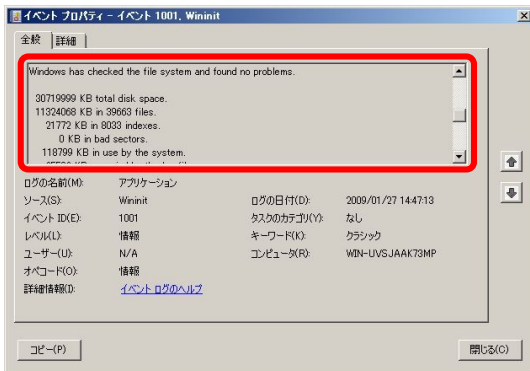 イベント プロパティ - イベント 1001, Wininit
全般 詳細
Windows has checked the file system and found no problems.
30719999 KB total disk space.
11324068 KB in 39663 files.
21772 KB in 8033 indexes.
0 KB in bad sectors.
118799 KB in use by the system.
ログの名前(M): アプリケーション
ソース(S): Wininit ログの日付(D): 2009/01/27 14:47:13
イベント ID(E): 1001 タスクのカテゴリ(Y): なし
レベル(L): 情報 キーワード(K): クラシック
ユーザー(U): N/A コンピュータ(R): WIN-UVSJAAK73MP
オペコード(O): 情報
詳細情報(I): イベント ログのヘルプ
コピー(P) 閉じる(C)